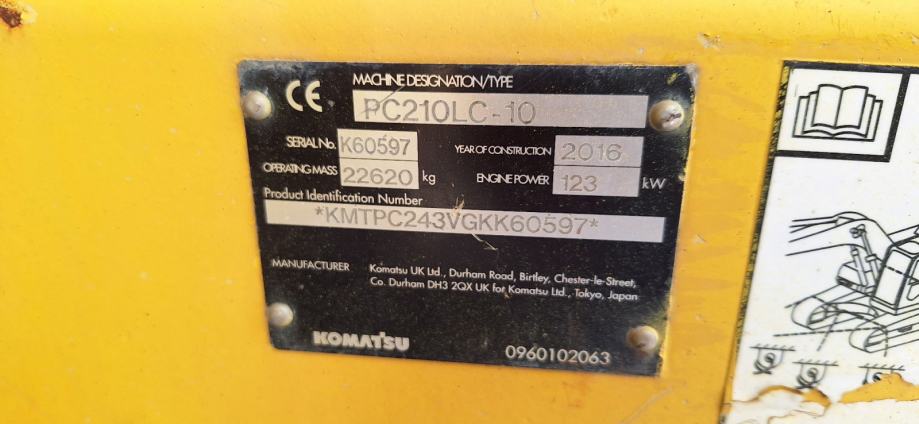 CE MACHINE DESIGNATION/TYPE
PC210LC-10
SERIAL No. K60597 YEAR OF CONSTRUCTION 2016
OPERATING MASS 22620 kg ENGINE POWER 123 kW
Product Identification Number
*KMTPC243VGKK60597*
MANUFACTURER Komatsu UK Ltd., Durham Road, Birtley, Chester-le-Street,
Co. Durham DH3 2QX UK for Komatsu Ltd., Tokyo, Japan
KOMATSU 0960102063